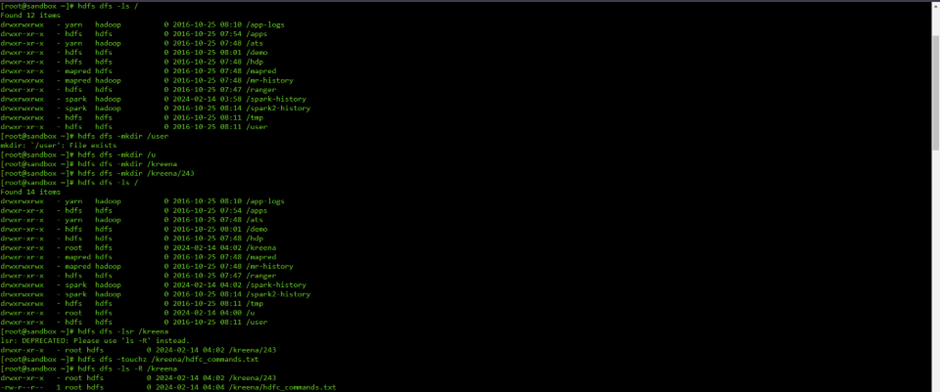 [root@sandbox ~]# hdfs dfs -ls /
Found 12 items
drwxrwxrwx - yarn hadoop 0 2016-10-25 08:10 /app-logs
drwxr-xr-x - hdfs hdfs 0 2016-10-25 07:54 /apps
drwxr-xr-x - yarn hadoop 0 2016-10-25 07:48 /ats
drwxr-xr-x - hdfs hdfs 0 2016-10-25 08:01 /demo
drwxr-xr-x - hdfs hdfs 0 2016-10-25 07:48 /hdp
drwxr-xr-x - mapred hdfs 0 2016-10-25 07:48 /mapred
drwxrwxrwx - mapred hadoop 0 2016-10-25 07:48 /mr-history
drwxr-xr-x - hdfs hdfs 0 2016-10-25 07:47 /ranger
drwxrwxrwx - spark hadoop 0 2024-02-14 03:58 /spark-history
drwxrwxrwx - spark hadoop 0 2016-10-25 08:14 /spark2-history
drwxrwxrwx - hdfs hdfs 0 2016-10-25 08:11 /tmp
drwxr-xr-x - hdfs hdfs 0 2016-10-25 08:11 /user
[root@sandbox ~]# hdfs dfs -mkdir /user
mkdir: `/user': File exists
[root@sandbox ~]# hdfs dfs -mkdir /u
[root@sandbox ~]# hdfs dfs -mkdir /kreena
[root@sandbox ~]# hdfs dfs -mkdir /kreena/243
[root@sandbox ~]# hdfs dfs -ls /
Found 14 items
drwxrwxrwx - yarn hadoop 0 2016-10-25 08:10 /app-logs
drwxr-xr-x - hdfs hdfs 0 2016-10-25 07:54 /apps
drwxr-xr-x - yarn hadoop 0 2016-10-25 07:48 /ats
drwxr-xr-x - hdfs hdfs 0 2016-10-25 08:01 /demo
drwxr-xr-x - hdfs hdfs 0 2016-10-25 07:48 /hdp
drwxr-xr-x - root hdfs 0 2024-02-14 04:02 /kreena
drwxr-xr-x - mapred hdfs 0 2016-10-25 07:48 /mapred
drwxrwxrwx - mapred hadoop 0 2016-10-25 07:48 /mr-history
drwxr-xr-x - hdfs hdfs 0 2016-10-25 07:47 /ranger
drwxrwxrwx - spark hadoop 0 2024-02-14 04:02 /spark-history
drwxrwxrwx - spark hadoop 0 2016-10-25 08:14 /spark2-history
drwxrwxrwx - hdfs hdfs 0 2016-10-25 08:11 /tmp
drwxr-xr-x - root hdfs 0 2024-02-14 04:00 /u
drwxr-xr-x - hdfs hdfs 0 2016-10-25 08:11 /user
[root@sandbox ~]# hdfs dfs -lsr /kreena
lsr: DEPRECATED: Please use 'ls -R' instead.
drwxr-xr-x - root hdfs 0 2024-02-14 04:02 /kreena/243
[root@sandbox ~]# hdfs dfs -touchz /kreena/hdfc_commands.txt
[root@sandbox ~]# hdfs dfs -ls -R /kreena
drwxr-xr-x - root hdfs 0 2024-02-14 04:02 /kreena/243
-rw-r--r-- 1 root hdfs 0 2024-02-14 04:04 /kreena/hdfc_commands.txt